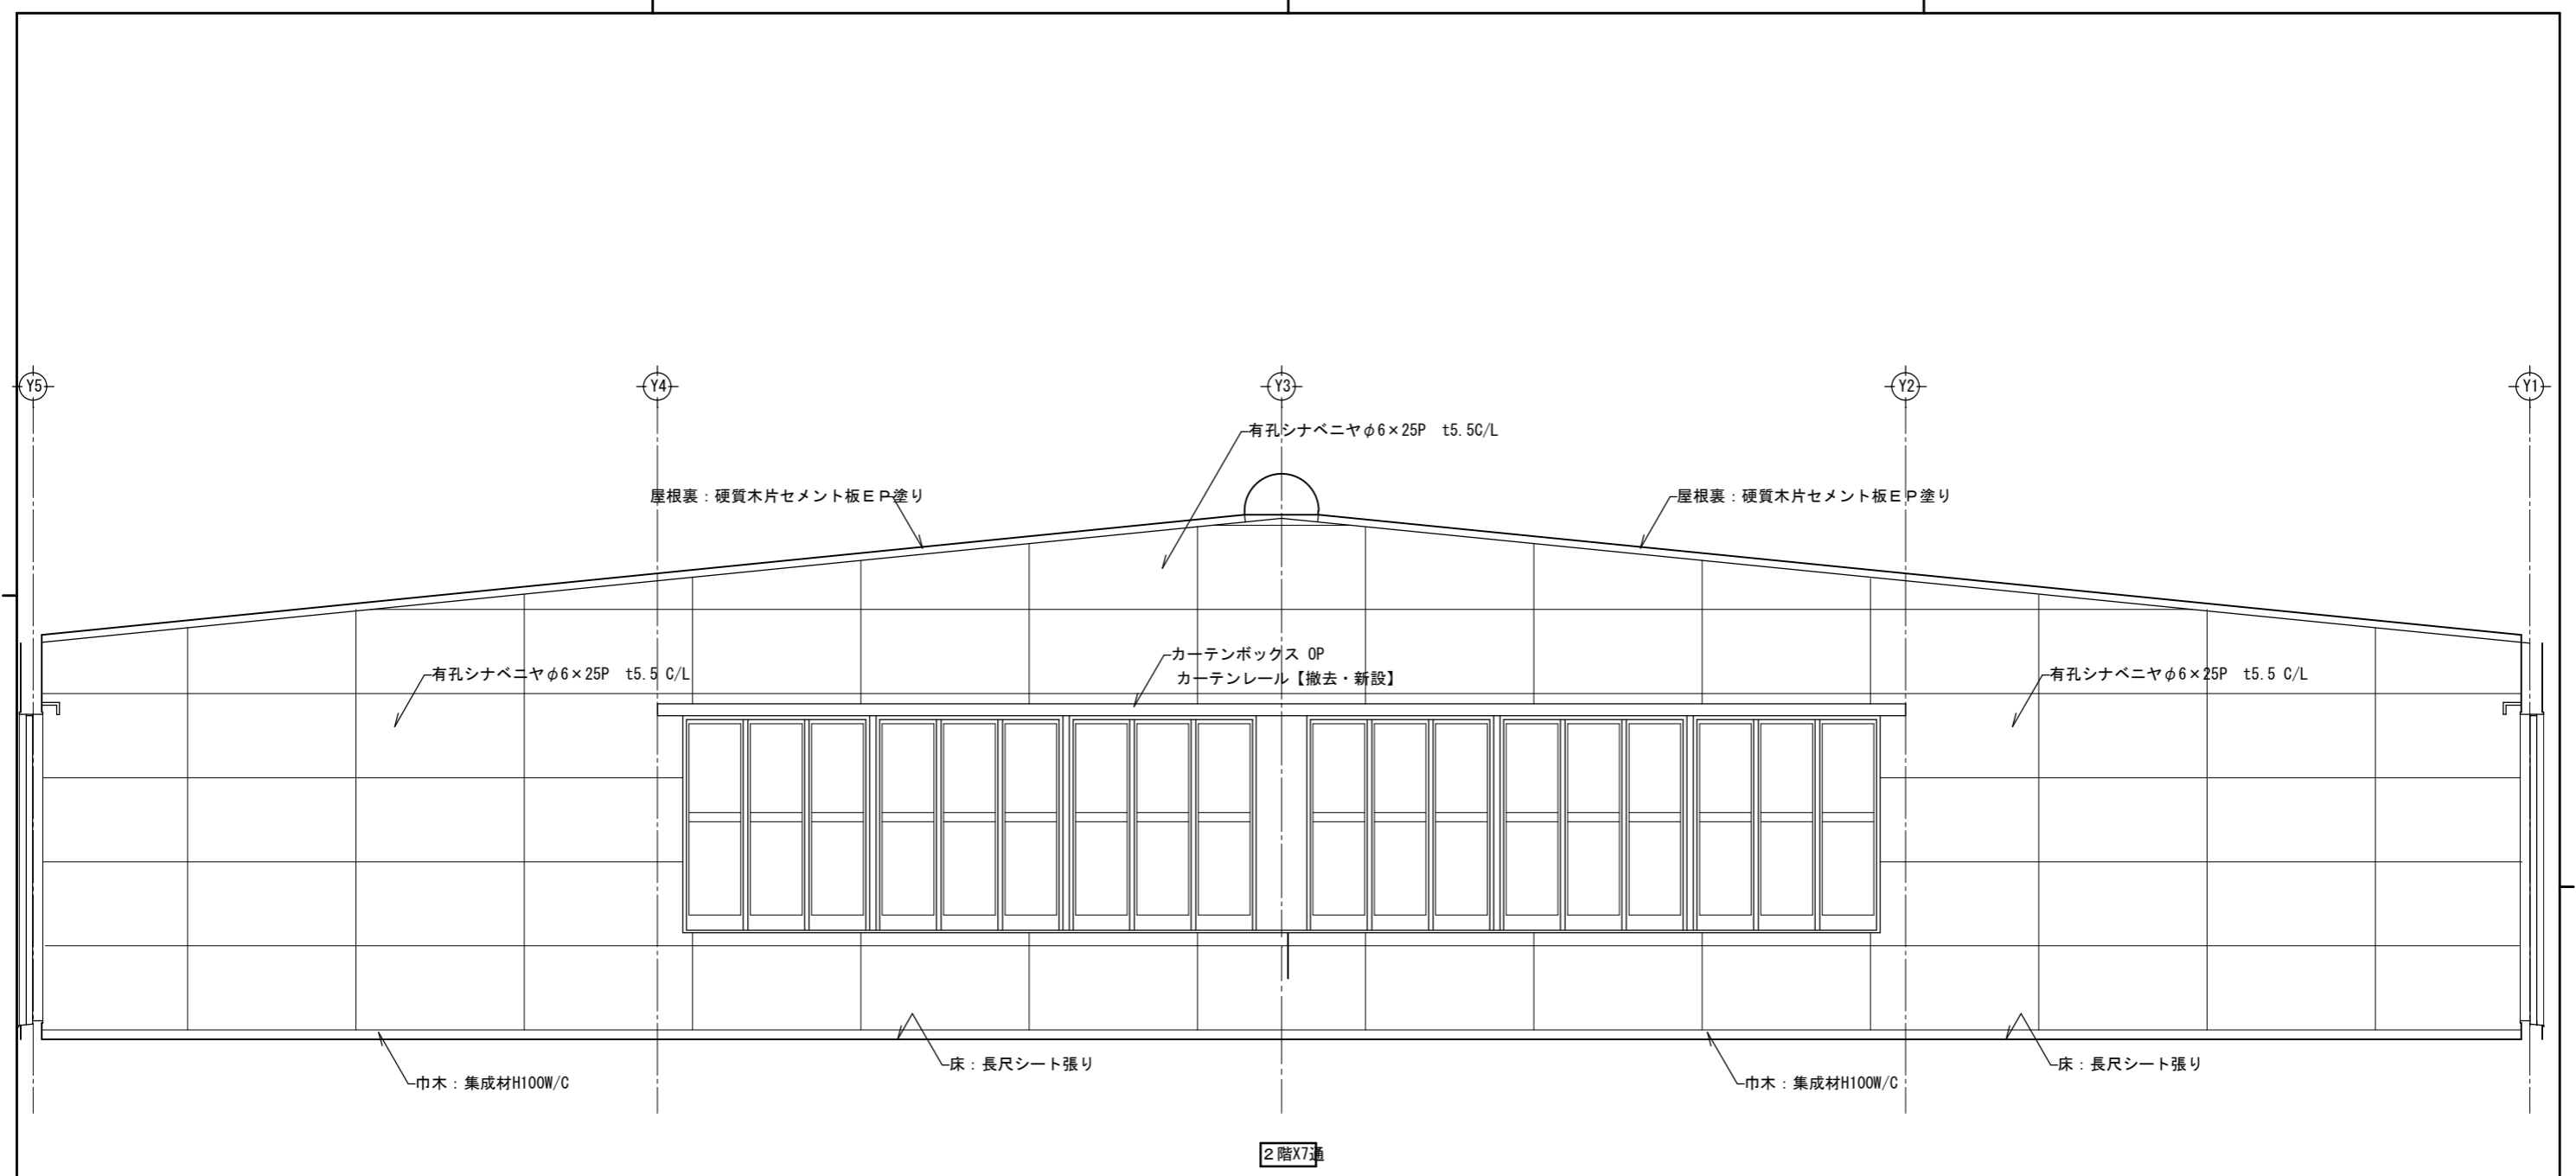 Y5
Y4
Y3
Y2
Y1
有孔シナベニヤφ6×25P t5.5C/L
屋根裏：硬質木片セメント板ＥＰ塗り
屋根裏：硬質木片セメント板ＥＰ塗り
カーテンボックス OP
カーテンレール【撤去・新設】
有孔シナベニヤφ6×25P t5.5 C/L
有孔シナベニヤφ6×25P t5.5 C/L
床：長尺シート張り
床：長尺シート張り
巾木：集成材H100W/C
巾木：集成材H100W/C
２階X7通